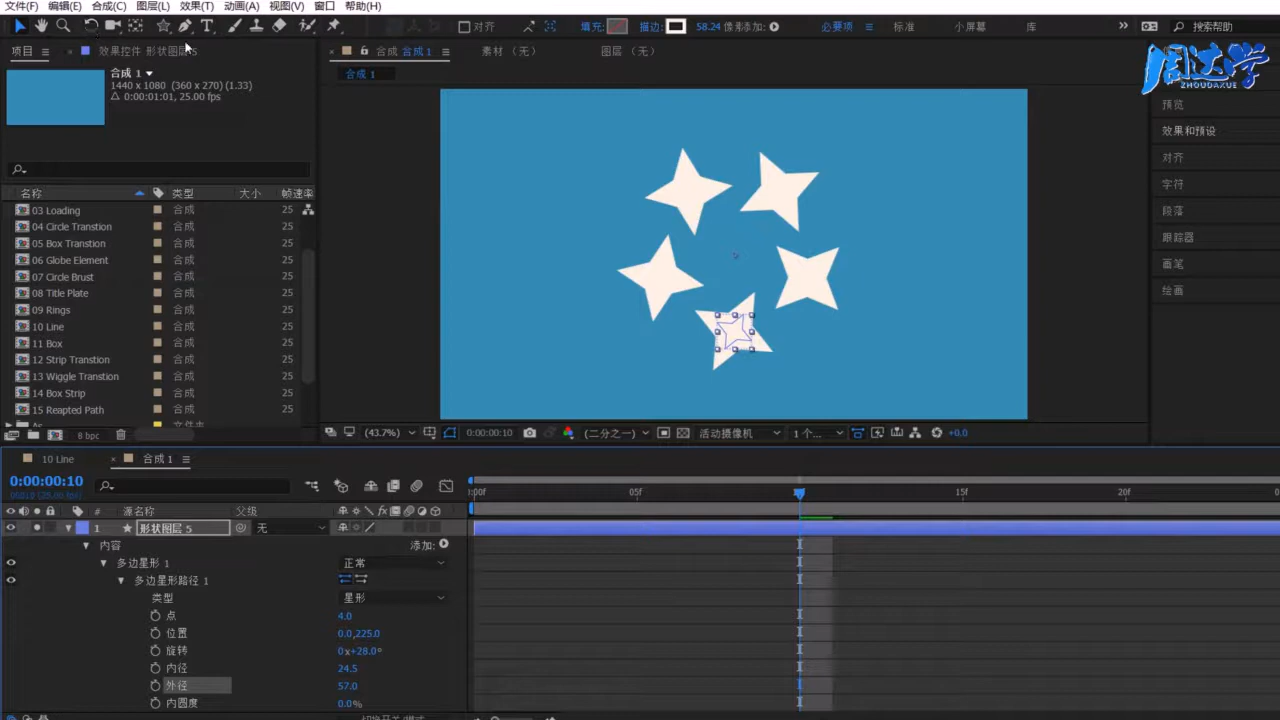 文件(F) 编辑(E) 合成(C) 图层(L) 效果(T) 动画(A) 视图(V) 窗口 帮助(H)
对齐 填充: 描边: 58.24 像素 添加: 必要项 标准 小屏幕 库 搜索帮助
项目 效果控件 形状图层 5 合成 合成 1 素材 （无） 图层 （无）
周达学
ZHOUDAXUE
合成 1
1440 x 1080 (360 x 270) (1.33)
△ 0:00:01:01, 25.00 fps
合成 1
预览
效果和预设
对齐
字符
段落
跟踪器
画笔
绘画
名称 类型 大小 帧速率
03 Loading 合成 25
04 Circle Transtion 合成 25
05 Box Transtion 合成 25
06 Globe Element 合成 25
07 Circle Brust 合成 25
08 Title Plate 合成 25
09 Rings 合成 25
10 Line 合成 25
11 Box 合成 25
12 Strip Transtion 合成 25
13 Wiggle Transtion 合成 25
14 Box Strip 合成 25
15 Reapted Path 合成 25
8 bpc
(43.7%) 0:00:00:10 (二分之一) 活动摄像机 1 个... +0.0
10 Line 合成 1
0:00:00:10
:00f 05f 15f 20f
# 源名称 父级
1 形状图层 5 无
内容 添加:
多边星形 1 正常
多边星形路径 1
类型 星形
点 4.0
位置 0.0,225.0
旋转 0x+28.0°
内径 24.5
外径 57.0
内圆度 0.0%